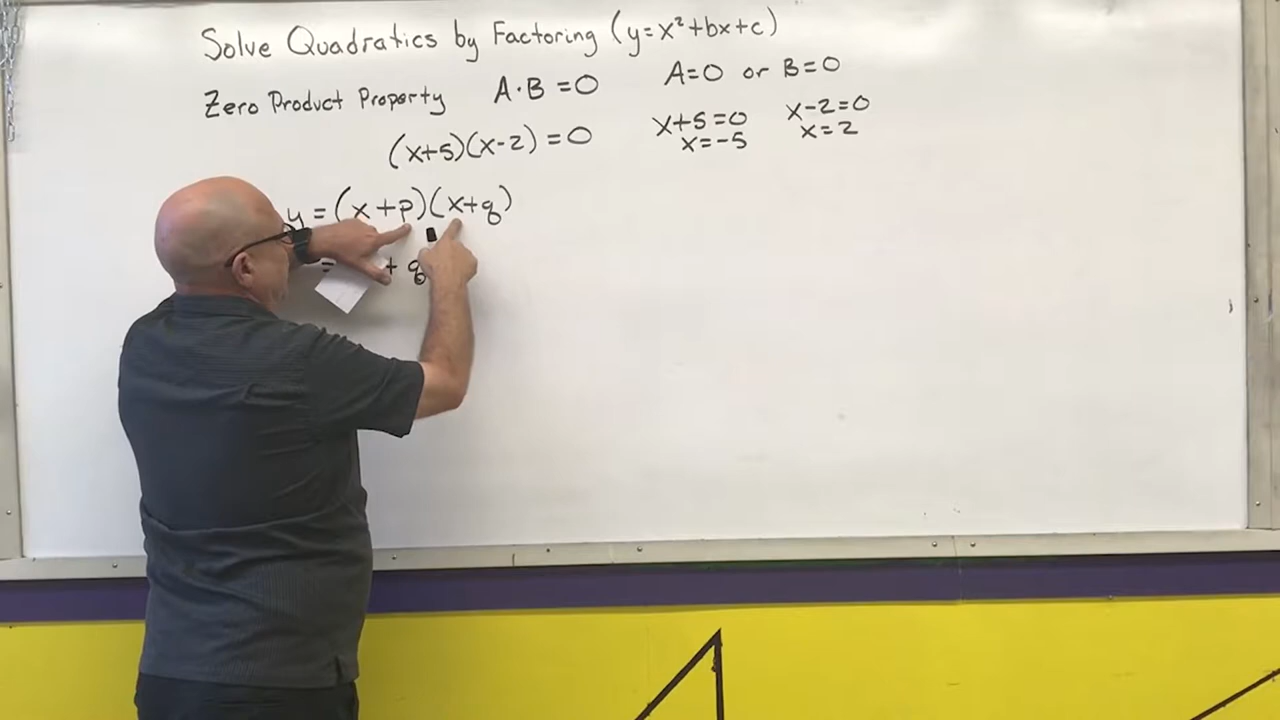 Solve Quadratics by Factoring (y=x²+bx+c)
Zero Product Property A·B=0 A=0 or B=0
(x+5)(x-2)=0 x+5=0 x-2=0
x=-5 x=2
y=(x+p)(x+q)
= + q